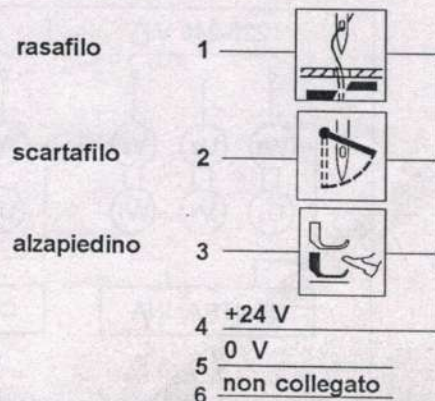 rasafilo 1
scartafilo 2
alzapiedino 3
4 +24 V
5 0 V
6 non collegato